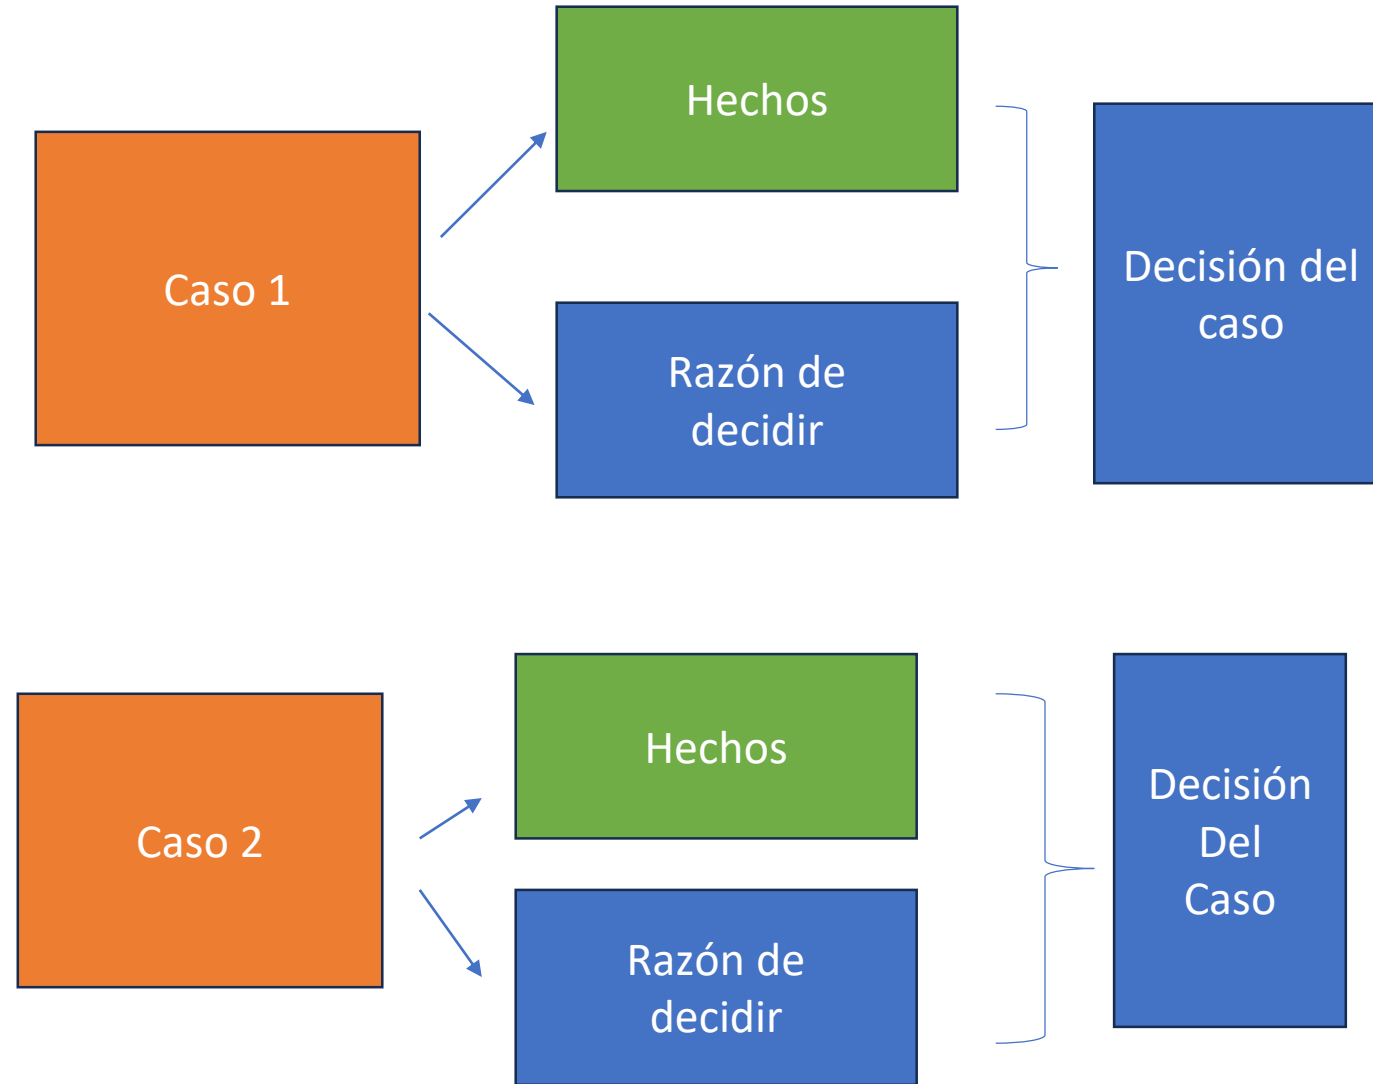 Hechos
Caso 1
Razón de
decidir
Decisión del
caso
Hechos
Caso 2
Razón de
decidir
Decisión
Del
Caso